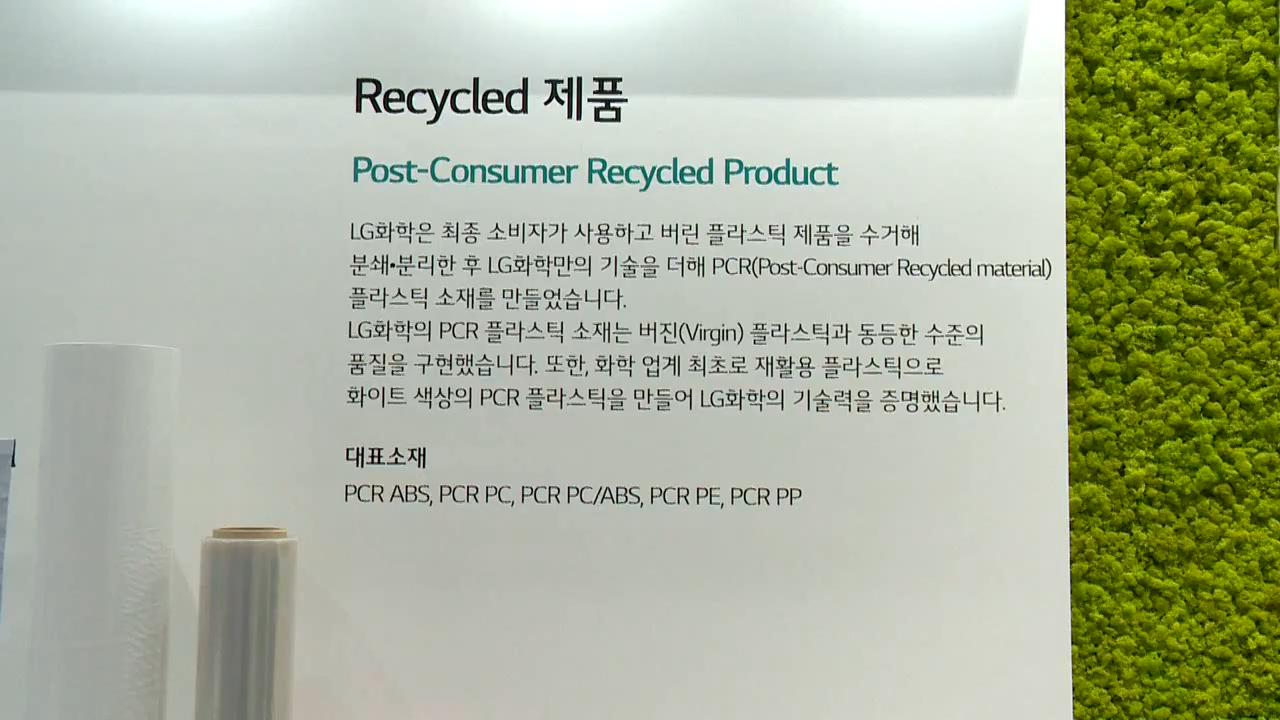 Recycled 제품
Post-Consumer Recycled Product
LG화학은 최종 소비자가 사용하고 버린 플라스틱 제품을 수거해
분쇄•분리한 후 LG화학만의 기술을 더해 PCR(Post-Consumer Recycled material)
플라스틱 소재를 만들었습니다.
LG화학의 PCR 플라스틱 소재는 버진(Virgin) 플라스틱과 동등한 수준의
품질을 구현했습니다. 또한, 화학 업계 최초로 재활용 플라스틱으로
화이트 색상의 PCR 플라스틱을 만들어 LG화학의 기술력을 증명했습니다.
대표소재
PCR ABS, PCR PC, PCR PC/ABS, PCR PE, PCR PP